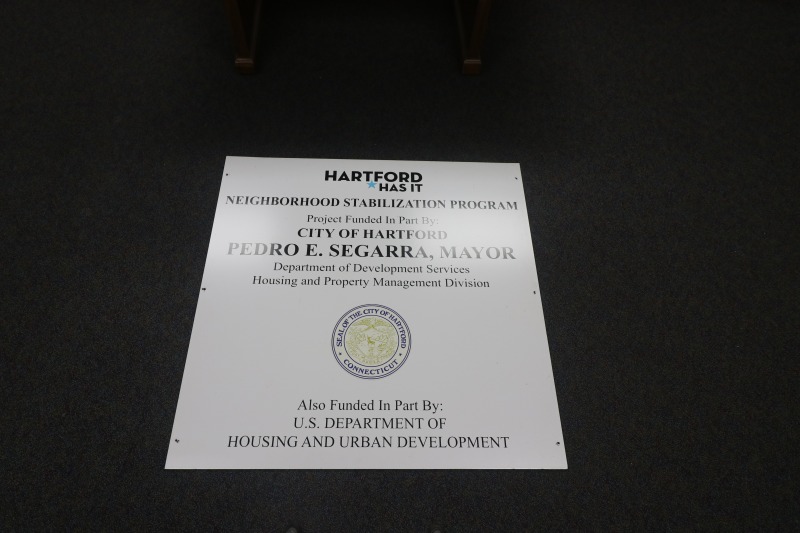 HARTFORD
HAS IT
NEIGHBORHOOD STABILIZATION PROGRAM
Project Funded In Part By:
CITY OF HARTFORD
PEDRO E. SEGARRA, MAYOR
Department of Development Services
Housing and Property Management Division
SEAL OF THE CITY OF HARTFORD
CONNECTICUT
Also Funded In Part By:
U.S. DEPARTMENT OF
HOUSING AND URBAN DEVELOPMENT